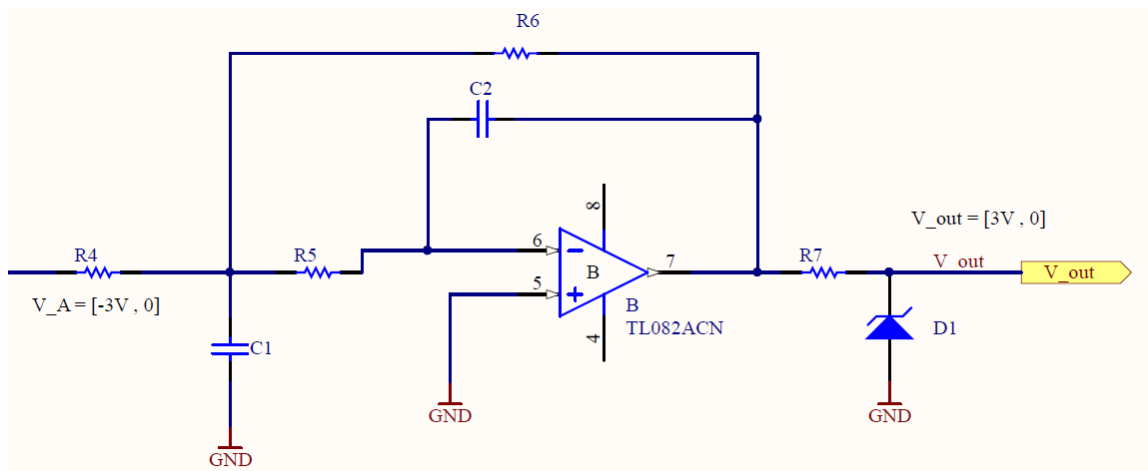 R6
C2
8
V_out = [3V , 0]
R4
R5
6
7
R7
V_out
V_out
B
V_A = [-3V , 0]
5
B
TL082ACN
D1
C1
4
GND
GND
GND